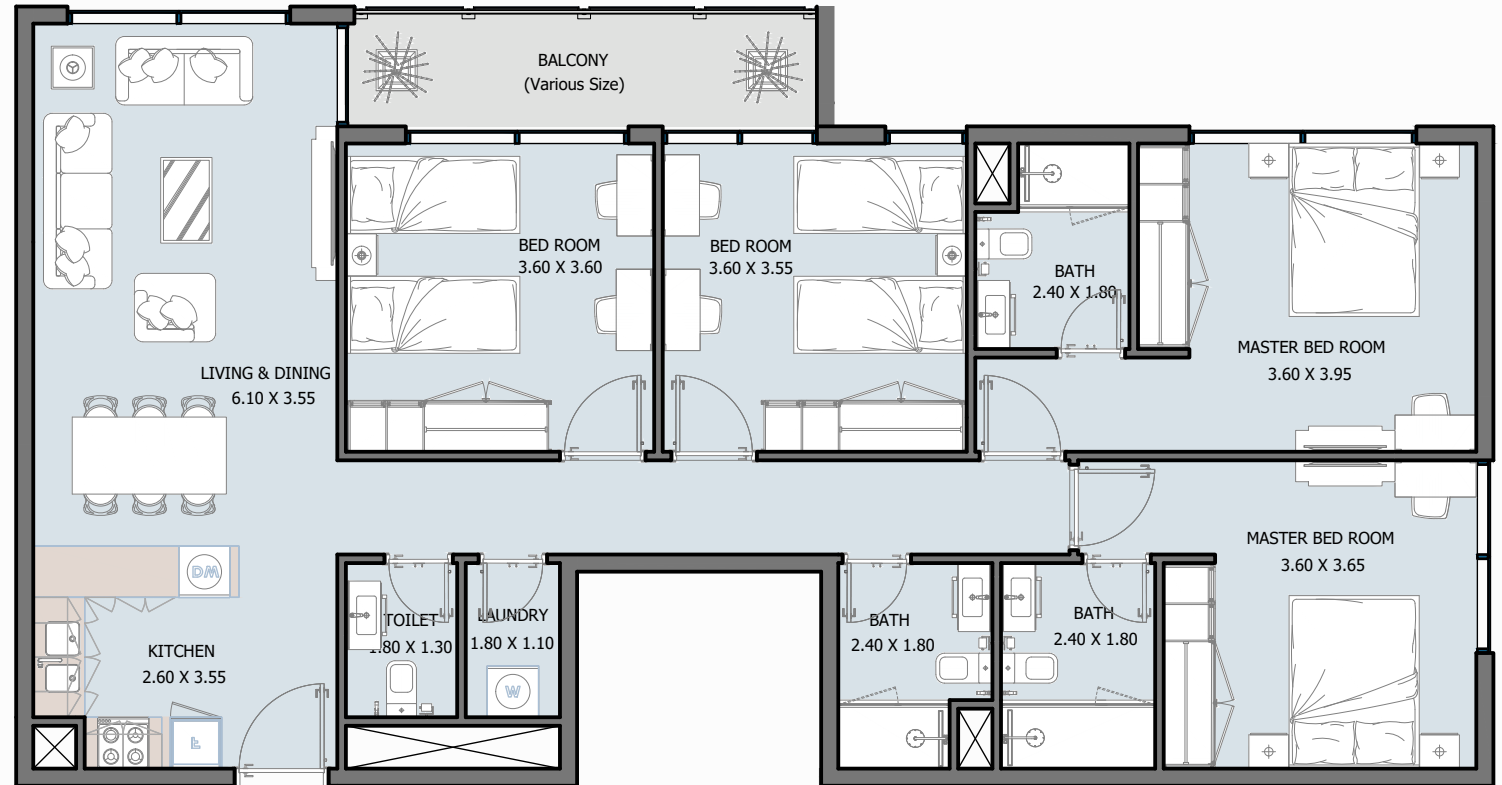 BALCONY
(Various Size)
BED ROOM
3.60 X 3.60
BED ROOM
3.60 X 3.55
BATH
2.40 X 1.80
MASTER BED ROOM
3.60 X 3.95
LIVING & DINING
6.10 X 3.55
MASTER BED ROOM
3.60 X 3.65
DW
KITCHEN
2.60 X 3.55
F
TOILET
1.80 X 1.30
LAUNDRY
1.80 X 1.10
W
BATH
2.40 X 1.80
BATH
2.40 X 1.80